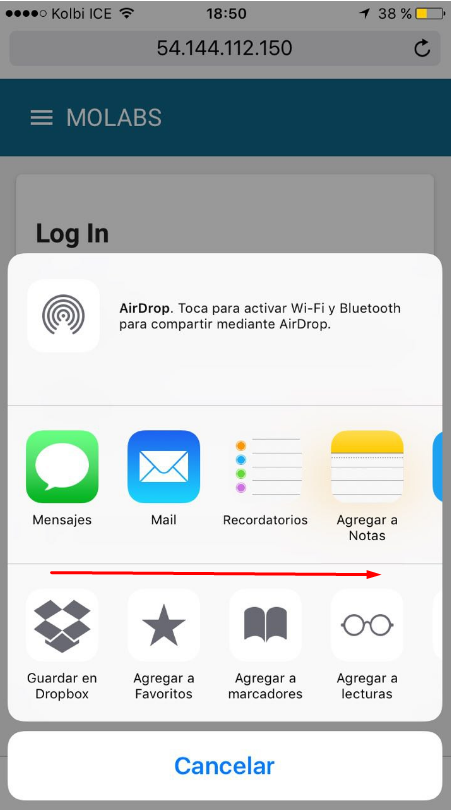 Kolbi ICE 18:50 38 %
54.144.112.150
MOLABS
Log In
AirDrop. Toca para activar Wi-Fi y Bluetooth
para compartir mediante AirDrop.
Mensajes Mail Recordatorios Agregar a
Notas
Guardar en Agregar a Agregar a Agregar a
Dropbox Favoritos marcadores lecturas
Cancelar